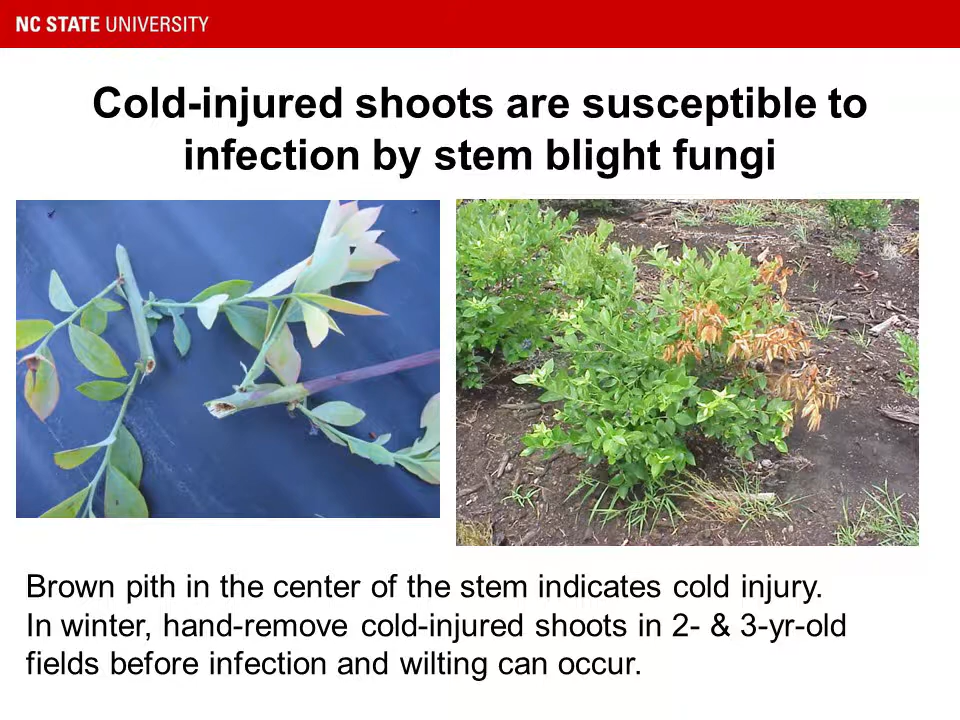 NC STATE UNIVERSITY
Cold-injured shoots are susceptible to
infection by stem blight fungi
Brown pith in the center of the stem indicates cold injury.
In winter, hand-remove cold-injured shoots in 2- & 3-yr-old
fields before infection and wilting can occur.